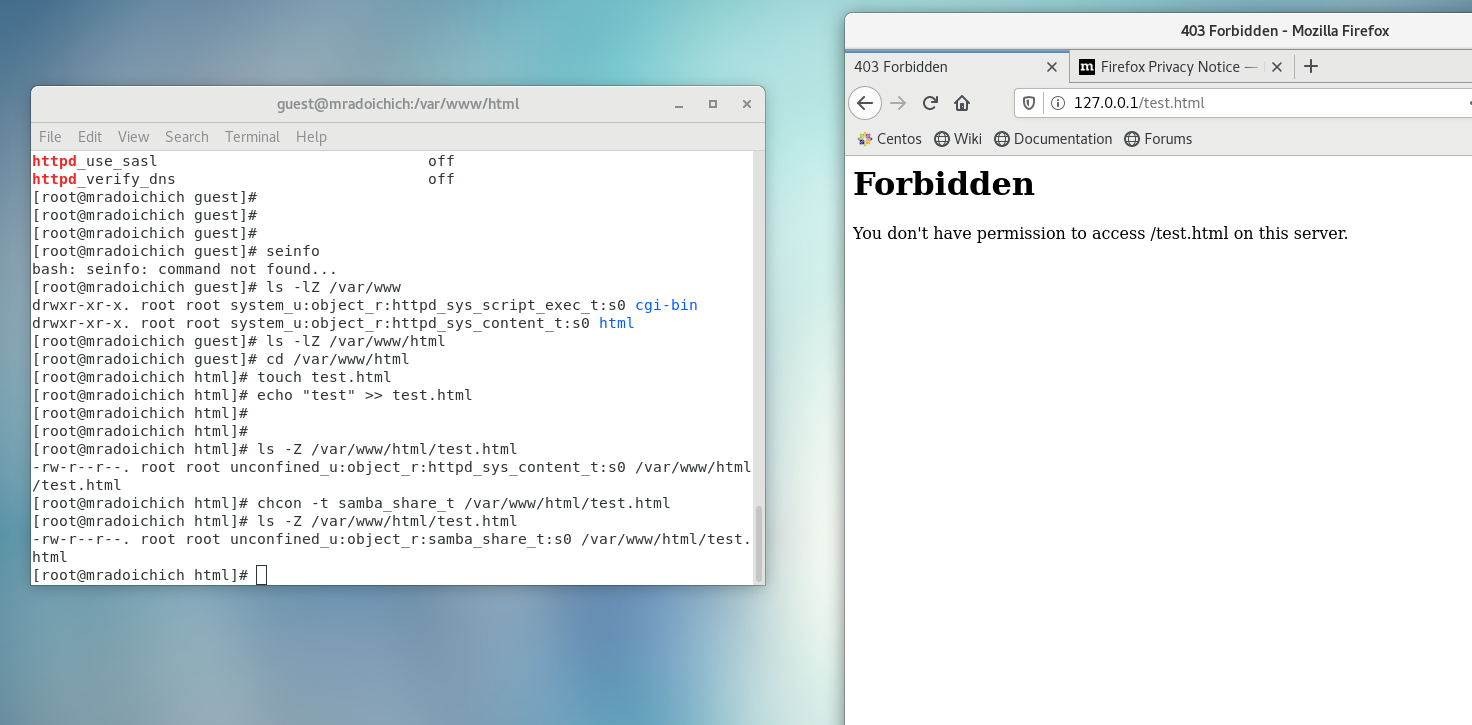 guest@mradoichich:/var/www/html
File Edit View Search Terminal Help
httpd_use_sasl                              off
httpd_verify_dns                            off
[root@mradoichich guest]#
[root@mradoichich guest]#
[root@mradoichich guest]#
[root@mradoichich guest]# seinfo
bash: seinfo: command not found...
[root@mradoichich guest]# ls -lZ /var/www
drwxr-xr-x. root root system_u:object_r:httpd_sys_script_exec_t:s0 cgi-bin
drwxr-xr-x. root root system_u:object_r:httpd_sys_content_t:s0 html
[root@mradoichich guest]# ls -lZ /var/www/html
[root@mradoichich guest]# cd /var/www/html
[root@mradoichich html]# touch test.html
[root@mradoichich html]# echo "test" >> test.html
[root@mradoichich html]#
[root@mradoichich html]#
[root@mradoichich html]# ls -Z /var/www/html/test.html
-rw-r--r--. root root unconfined_u:object_r:httpd_sys_content_t:s0 /var/www/html
/test.html
[root@mradoichich html]# chcon -t samba_share_t /var/www/html/test.html
[root@mradoichich html]# ls -Z /var/www/html/test.html
-rw-r--r--. root root unconfined_u:object_r:samba_share_t:s0 /var/www/html/test.
html
[root@mradoichich html]#
403 Forbidden - Mozilla Firefox
403 Forbidden
Firefox Privacy Notice —
127.0.0.1/test.html
Centos Wiki Documentation Forums
Forbidden
You don't have permission to access /test.html on this server.